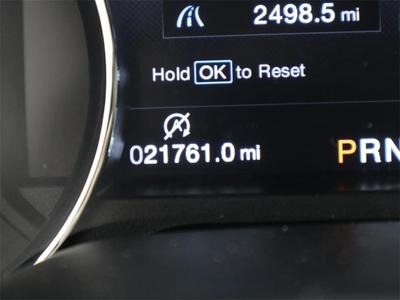 2498.5 mi
Hold OK to Reset
A
021761.0 mi PRN